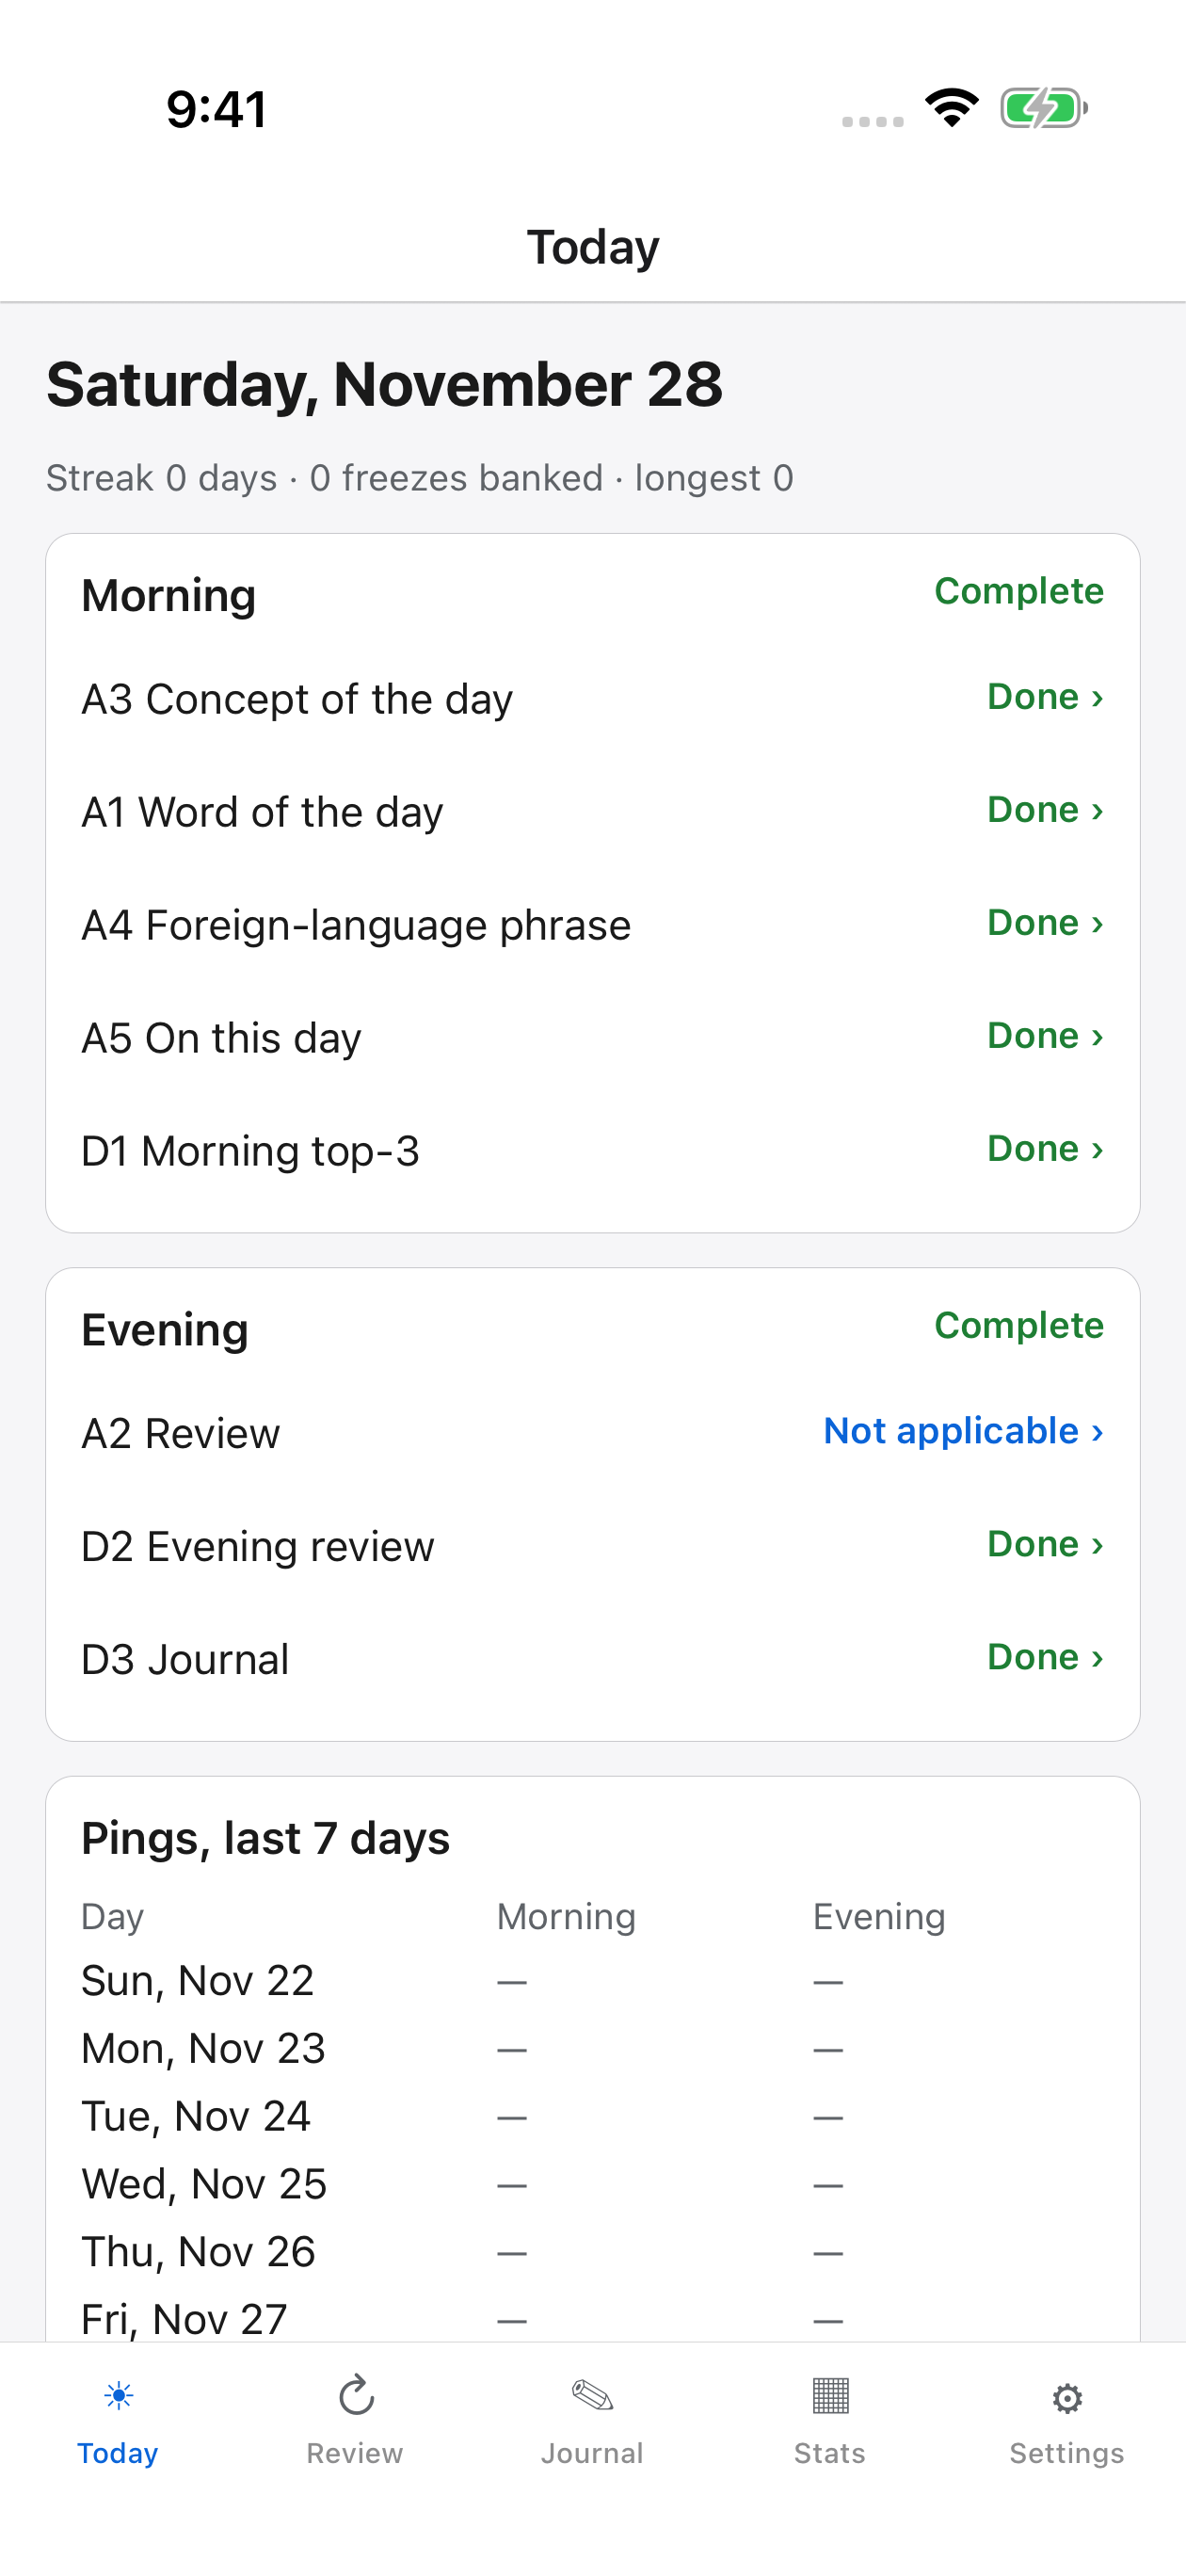 9:41
Today
Saturday, November 28
Streak 0 days · 0 freezes banked · longest 0
Morning Complete
A3 Concept of the day Done ›
A1 Word of the day Done ›
A4 Foreign-language phrase Done ›
A5 On this day Done ›
D1 Morning top-3 Done ›
Evening Complete
A2 Review Not applicable ›
D2 Evening review Done ›
D3 Journal Done ›
Pings, last 7 days
Day Morning Evening
Sun, Nov 22 — —
Mon, Nov 23 — —
Tue, Nov 24 — —
Wed, Nov 25 — —
Thu, Nov 26 — —
Fri, Nov 27 — —
Today Review Journal Stats Settings